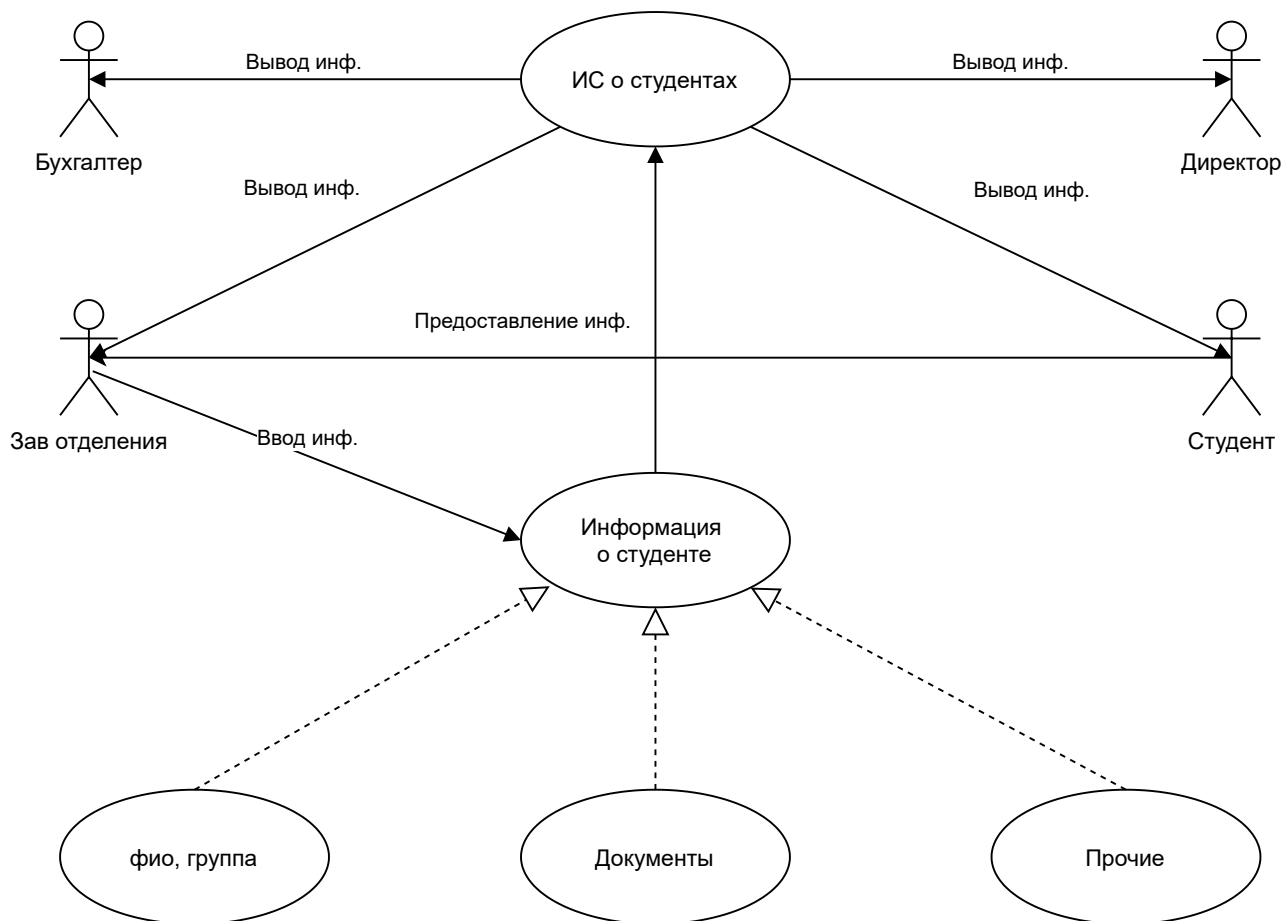 Вывод инф.
ИС о студентах
Вывод инф.
Бухгалтер
Директор
Вывод инф.
Вывод инф.
Предоставление инф.
Зав отделения
Ввод инф.
Студент
Информация
о студенте
фио, группа
Документы
Прочие